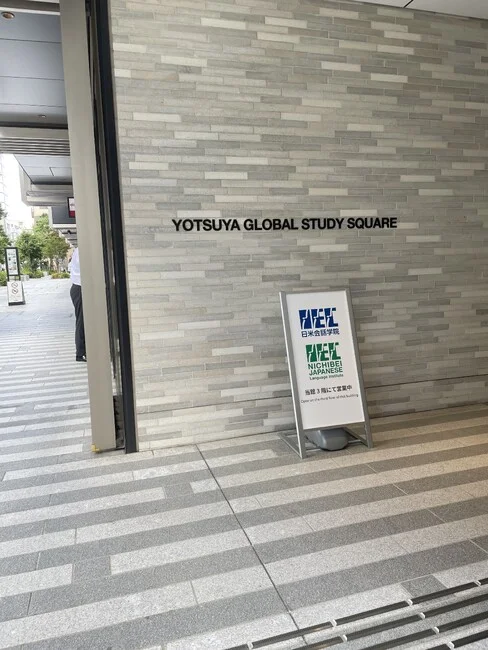 YOTSUYA GLOBAL STUDY SQUARE
日米会話学院
NICHIBEI
JAPANESE
Language Institute
当館3階にて営業中